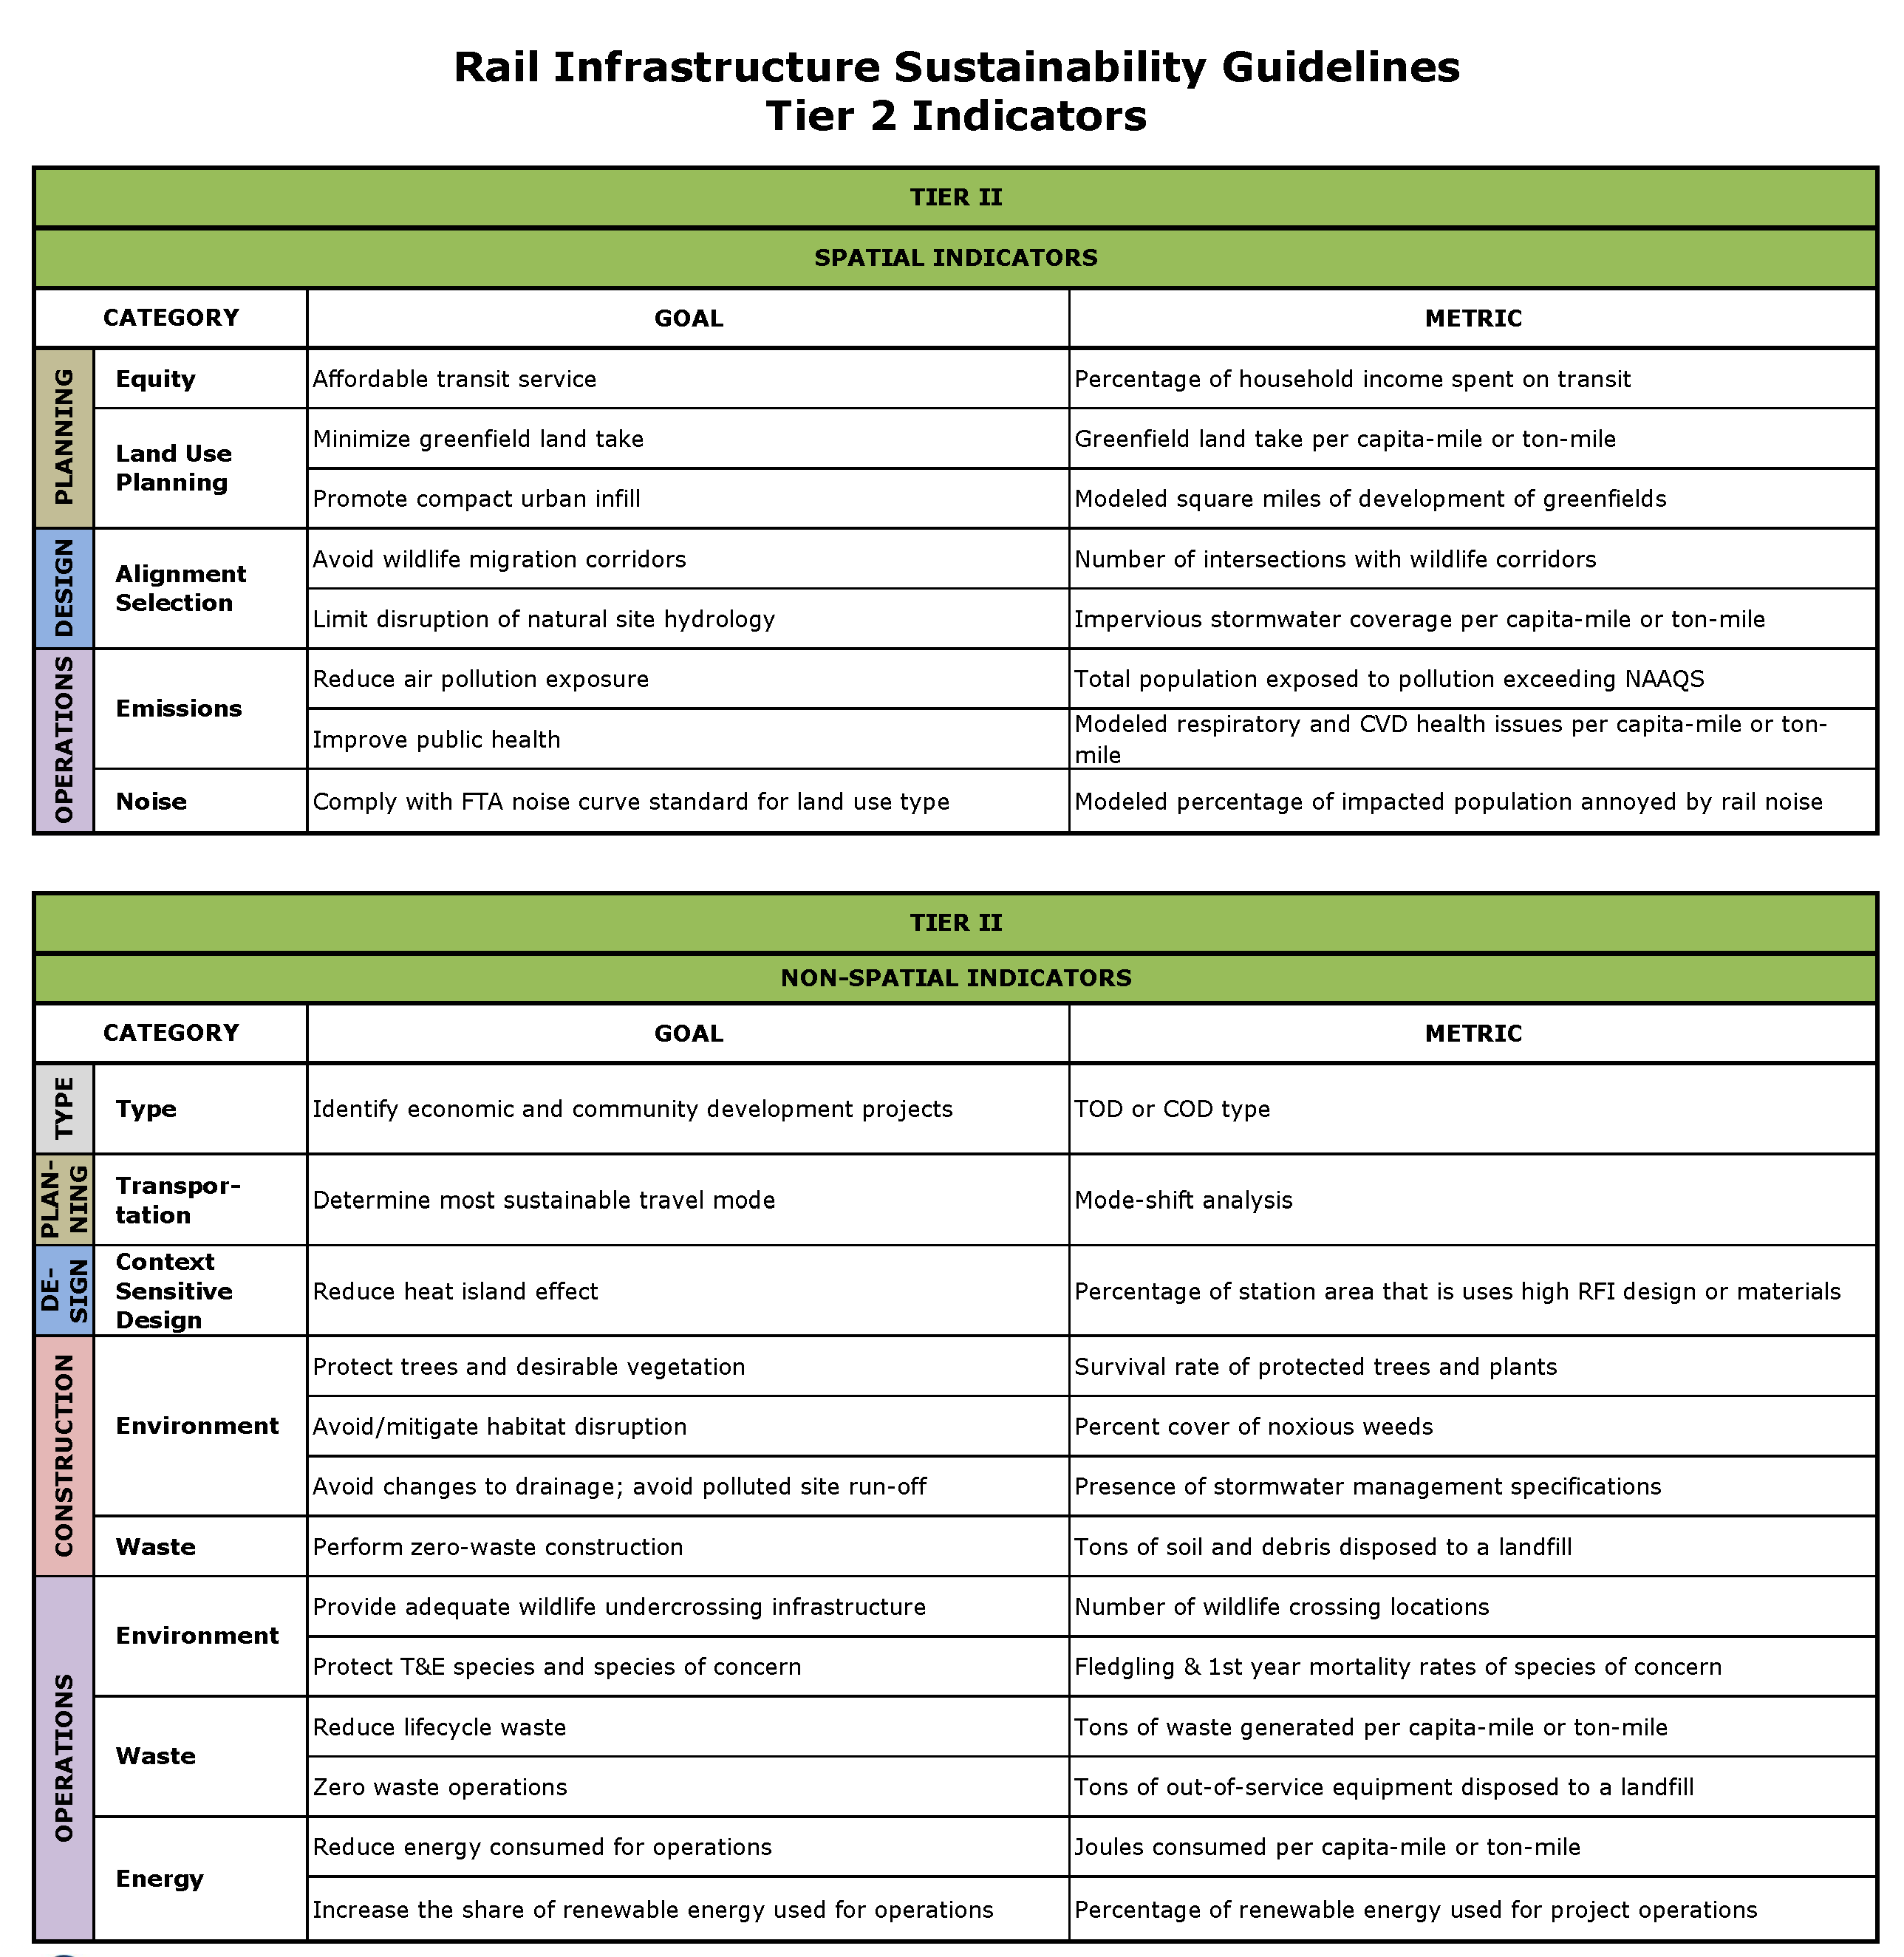 Rail Infrastructure Sustainability Guidelines
Tier 2 Indicators
TIER II
SPATIAL INDICATORS
CATEGORY
GOAL
METRIC
PLANNING
Equity
Affordable transit service
Percentage of household income spent on transit
Land Use
Planning
Minimize greenfield land take
Greenfield land take per capita-mile or ton-mile
Promote compact urban infill
Modeled square miles of development of greenfields
DESIGN
Alignment
Selection
Avoid wildlife migration corridors
Number of intersections with wildlife corridors
Limit disruption of natural site hydrology
Impervious stormwater coverage per capita-mile or ton-mile
OPERATIONS
Emissions
Reduce air pollution exposure
Total population exposed to pollution exceeding NAAQS
Improve public health
Modeled respiratory and CVD health issues per capita-mile or ton-
mile
Noise
Comply with FTA noise curve standard for land use type
Modeled percentage of impacted population annoyed by rail noise
TIER II
NON-SPATIAL INDICATORS
CATEGORY
GOAL
METRIC
TYPE
Type
Identify economic and community development projects
TOD or COD type
PLAN-
NING
Transpor-
tation
Determine most sustainable travel mode
Mode-shift analysis
DE-
SIGN
Context
Sensitive
Design
Reduce heat island effect
Percentage of station area that is uses high RFI design or materials
CONSTRUCTION
Environment
Protect trees and desirable vegetation
Survival rate of protected trees and plants
Avoid/mitigate habitat disruption
Percent cover of noxious weeds
Avoid changes to drainage; avoid polluted site run-off
Presence of stormwater management specifications
Waste
Perform zero-waste construction
Tons of soil and debris disposed to a landfill
OPERATIONS
Environment
Provide adequate wildlife undercrossing infrastructure
Number of wildlife crossing locations
Protect T&E species and species of concern
Fledgling & 1st year mortality rates of species of concern
Waste
Reduce lifecycle waste
Tons of waste generated per capita-mile or ton-mile
Zero waste operations
Tons of out-of-service equipment disposed to a landfill
Energy
Reduce energy consumed for operations
Joules consumed per capita-mile or ton-mile
Increase the share of renewable energy used for operations
Percentage of renewable energy used for project operations